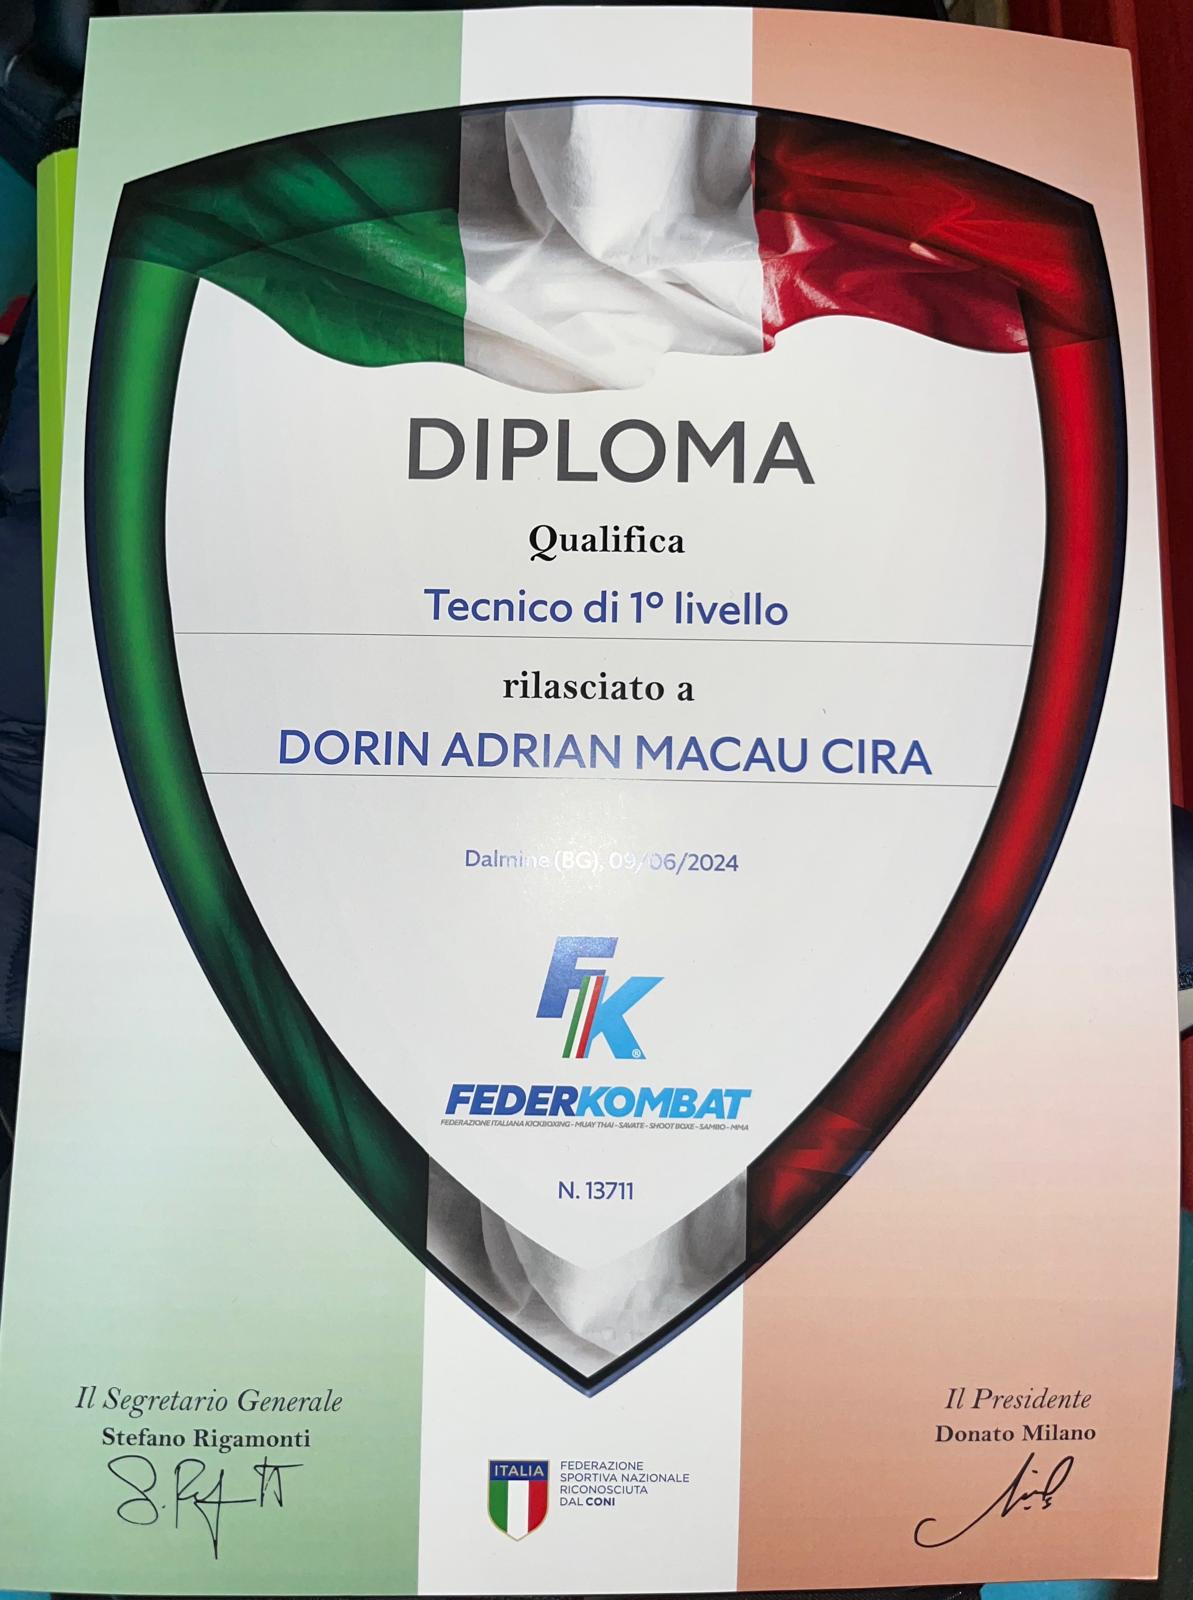 DIPLOMA
Qualifica
Tecnico di 1° livello
rilasciato a
DORIN ADRIAN MACAU CIRA
Dalmine (BG), 09/06/2024
FK®
FEDERKOMBAT
FEDERAZIONE ITALIANA KICKBOXING - MUAY THAI - SAVATE - SHOOT BOXE - SAMBO - MMA
N. 13711
Il Segretario Generale
Stefano Rigamonti
Il Presidente
Donato Milano
ITALIA
FEDERAZIONE
SPORTIVA NAZIONALE
RICONOSCIUTA
DAL CONI